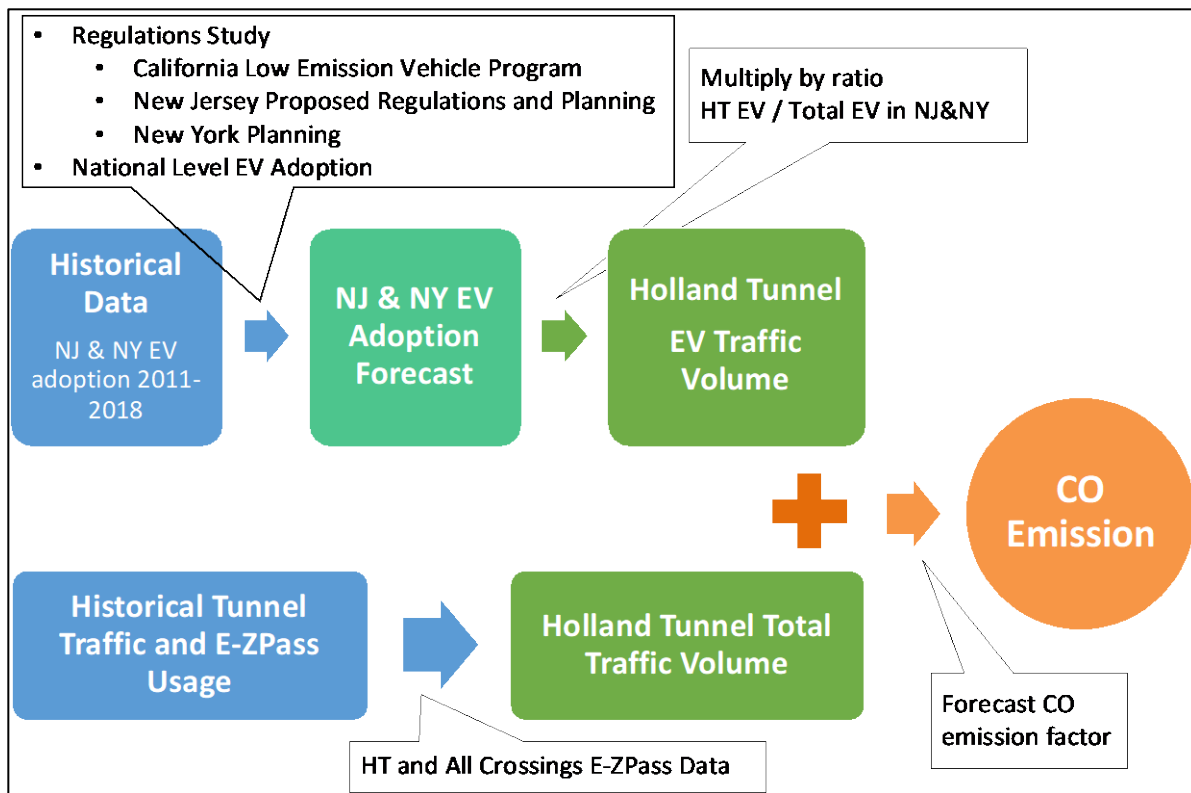 • Regulations Study
• California Low Emission Vehicle Program
• New Jersey Proposed Regulations and Planning
• New York Planning
• National Level EV Adoption
Multiply by ratio
HT EV / Total EV in NJ&NY
Historical
Data
NJ & NY EV
adoption 2011-
2018
NJ & NY EV
Adoption
Forecast
Holland Tunnel
EV Traffic
Volume
CO
Emission
Historical Tunnel
Traffic and E-ZPass
Usage
Holland Tunnel Total
Traffic Volume
Forecast CO
emission factor
HT and All Crossings E-ZPass Data